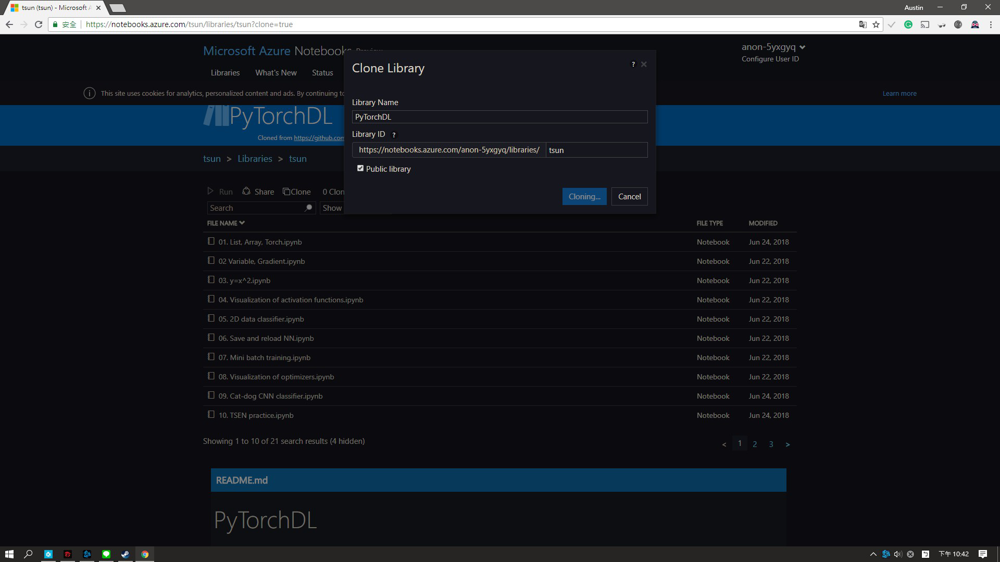 tsun (tsun) - Microsoft A
Austin
安全
https://notebooks.azure.com/tsun/libraries/tsun?clone=true
Microsoft Azure Notebooks Preview
anon-5yxgyq
Configure User ID
Libraries
What's New
Status
This site uses cookies for analytics, personalized content and ads. By continuing to
Learn more
PyTorchDL
Cloned from https://github.com
tsun > Libraries > tsun
Clone Library
?
Library Name
PyTorchDL
Library ID ?
https://notebooks.azure.com/anon-5yxgyq/libraries/
tsun
Public library
Cloning...
Cancel
Run
Share
Clone
0 Clon
Search
Show
FILE NAME
FILE TYPE
MODIFIED
01. List, Array, Torch.ipynb Notebook Jun 24, 2018
02 Variable, Gradient.ipynb Notebook Jun 22, 2018
03. y=x^2.ipynb Notebook Jun 22, 2018
04. Visualization of activation functions.ipynb Notebook Jun 22, 2018
05. 2D data classifier.ipynb Notebook Jun 22, 2018
06. Save and reload NN.ipynb Notebook Jun 22, 2018
07. Mini batch training.ipynb Notebook Jun 22, 2018
08. Visualization of optimizers.ipynb Notebook Jun 22, 2018
09. Cat-dog CNN classifier.ipynb Notebook Jun 24, 2018
10. TSEN practice.ipynb Notebook Jun 24, 2018
Showing 1 to 10 of 21 search results (4 hidden)
< 1 2 3 >
README.md
PyTorchDL
下午 10:42